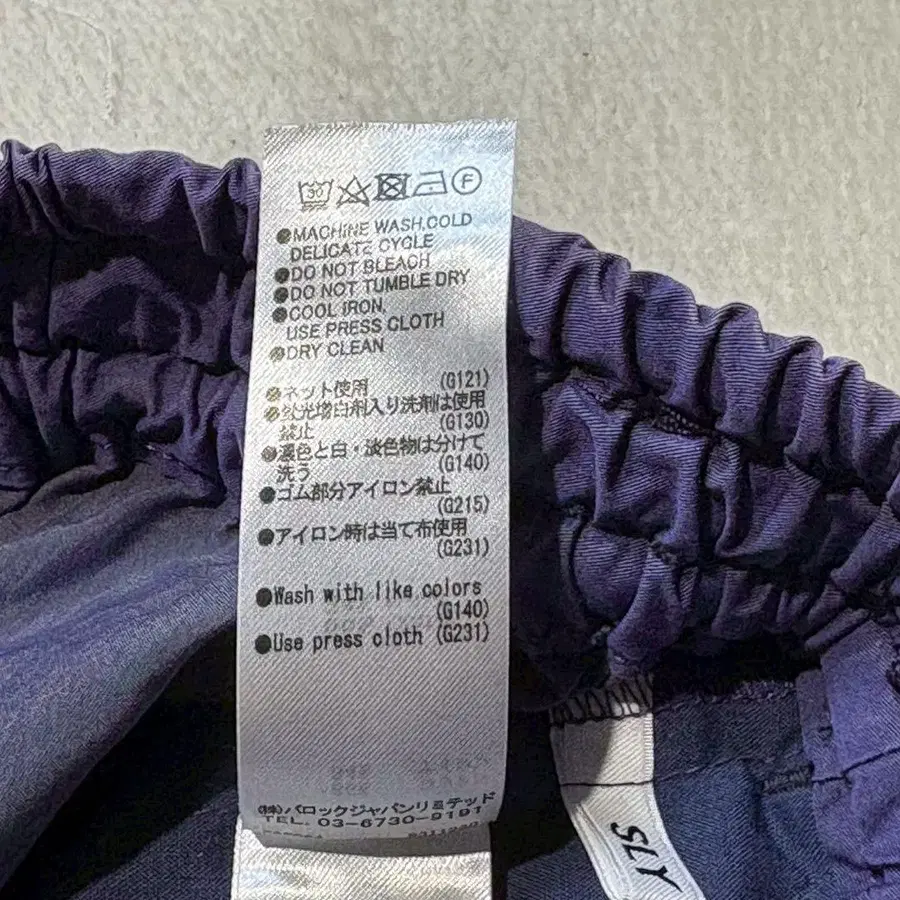 30 F
●MACHINE WASH,COLD
DELICATE CYCLE
●DO NOT BLEACH
●DO NOT TUMBLE DRY
●COOL IRON,
USE PRESS CLOTH
●DRY CLEAN
●ネット使用 (G121)
●蛍光増白剤入り洗剤は使用
禁止 (G130)
●濃色と白・淡色物は分けて
洗う (G140)
●ゴム部分アイロン禁止
(G215)
●アイロン時は当て布使用
(G231)
●Wash with like colors
(G140)
●Use press cloth (G231)
(株)バロックジャパンリミテッド
TEL. 03-6730-9191
SLY